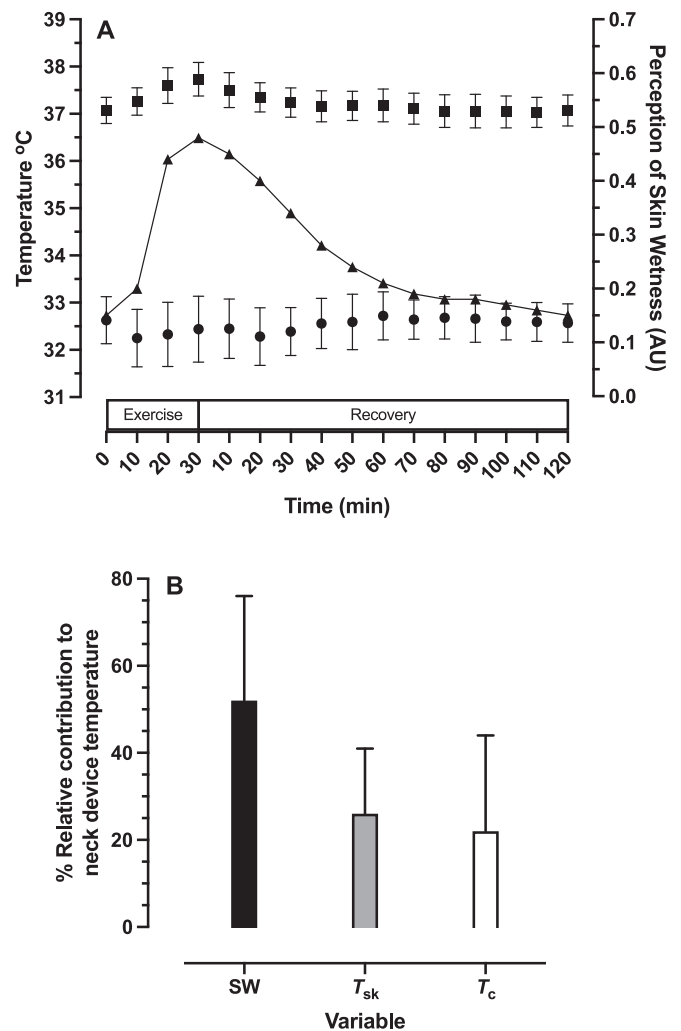 A
39
38
37
36
35
34
33
32
31
Temperature ºC
0.7
0.6
0.5
0.4
0.3
0.2
0.1
0.0
Perception of Skin Wetness (AU)
Exercise Recovery
0 10 20 30 10 20 30 40 50 60 70 80 90 100 110 120
Time (min)
B
80
60
40
20
0
% Relative contribution to
neck device temperature
SW Tsk Tc
Variable